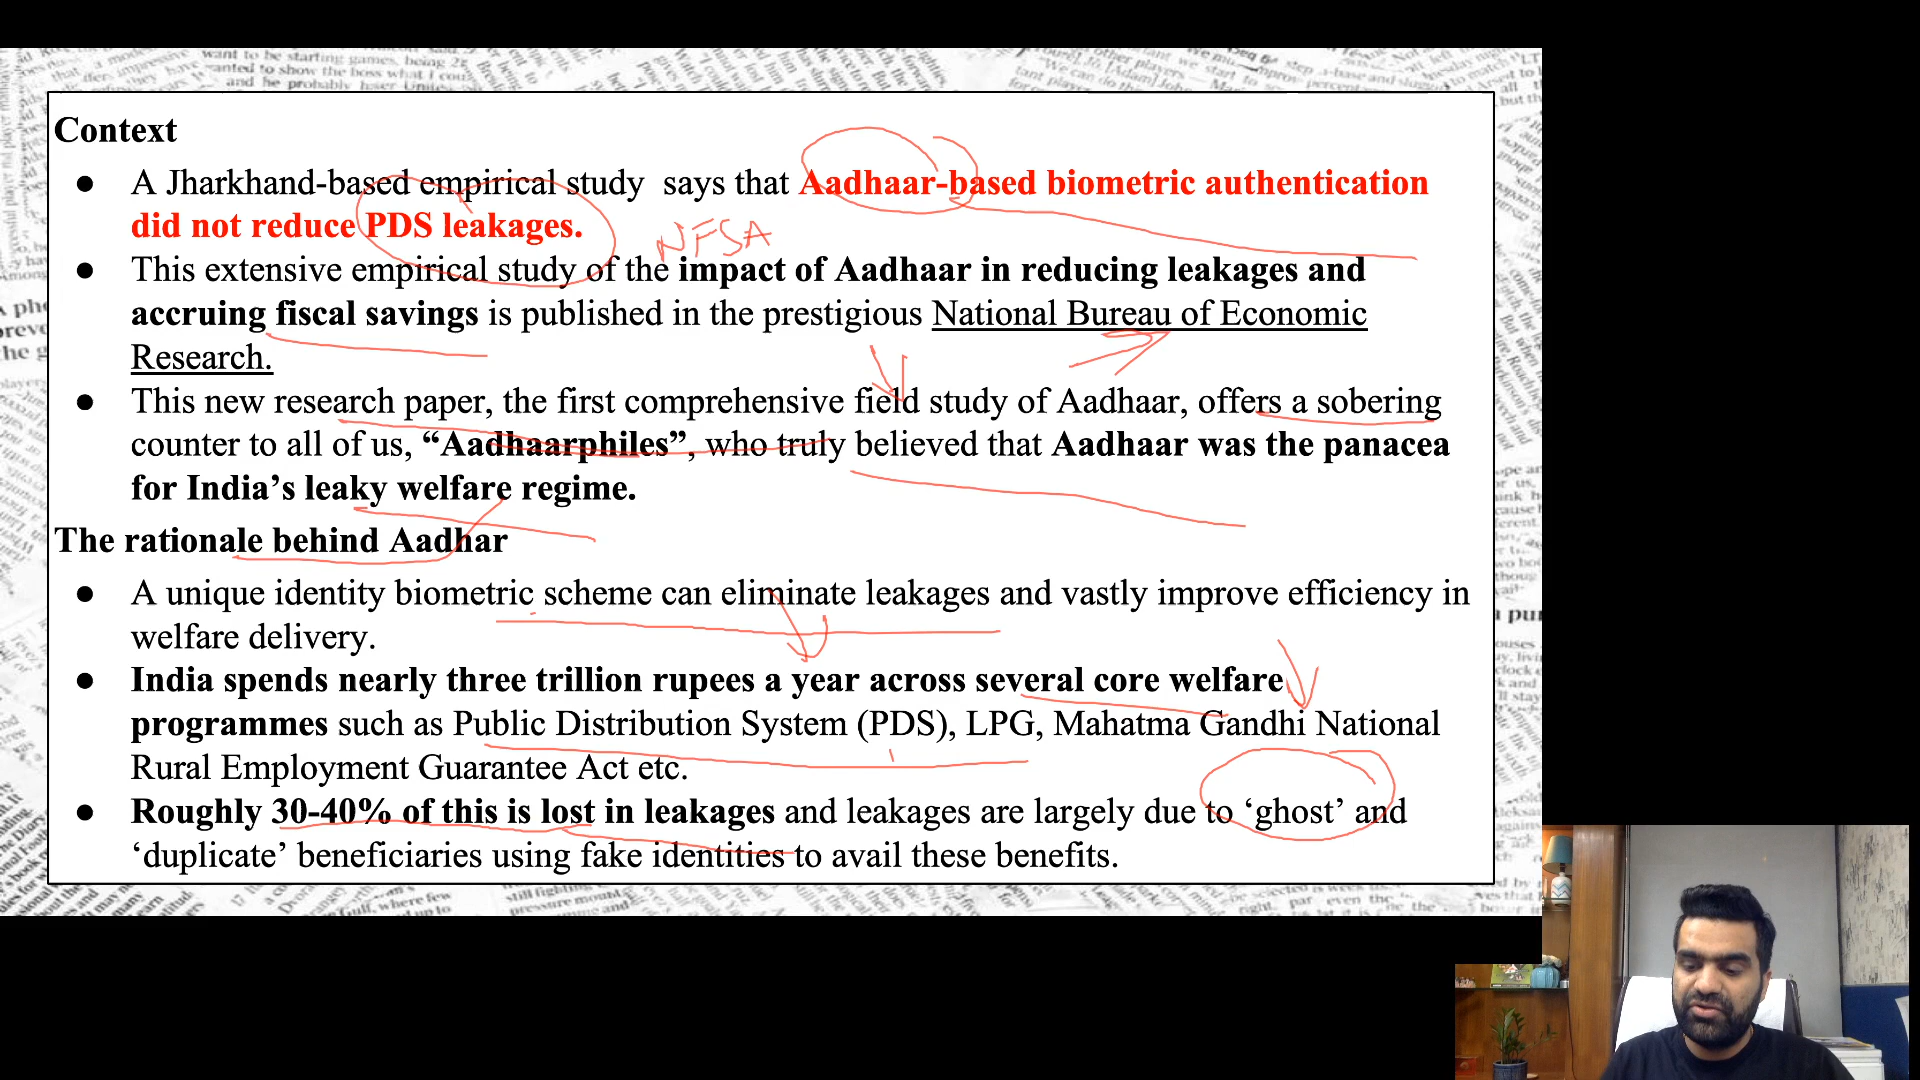 Context
● A Jharkhand-based empirical study says that Aadhaar-based biometric authentication
did not reduce PDS leakages.
NFSA
● This extensive empirical study of the impact of Aadhaar in reducing leakages and
accruing fiscal savings is published in the prestigious National Bureau of Economic
Research.
● This new research paper, the first comprehensive field study of Aadhaar, offers a sobering
counter to all of us, “Aadhaarphiles”, who truly believed that Aadhaar was the panacea
for India’s leaky welfare regime.
The rationale behind Aadhar
● A unique identity biometric scheme can eliminate leakages and vastly improve efficiency in
welfare delivery.
● India spends nearly three trillion rupees a year across several core welfare
programmes such as Public Distribution System (PDS), LPG, Mahatma Gandhi National
Rural Employment Guarantee Act etc.
● Roughly 30-40% of this is lost in leakages and leakages are largely due to ‘ghost’ and
‘duplicate’ beneficiaries using fake identities to avail these benefits.